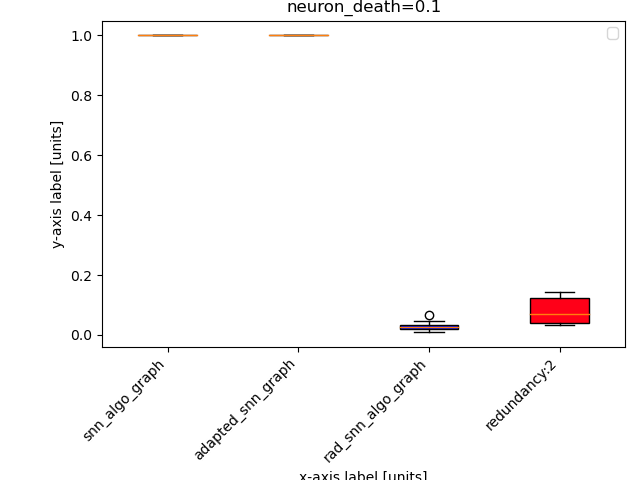 neuron_death=0.1
y-axis label [units]
1.0
0.8
0.6
0.4
0.2
0.0
snn_algo_graph
adapted_snn_graph
rad_snn_algo_graph
redundancy:2
x-axis label [units]